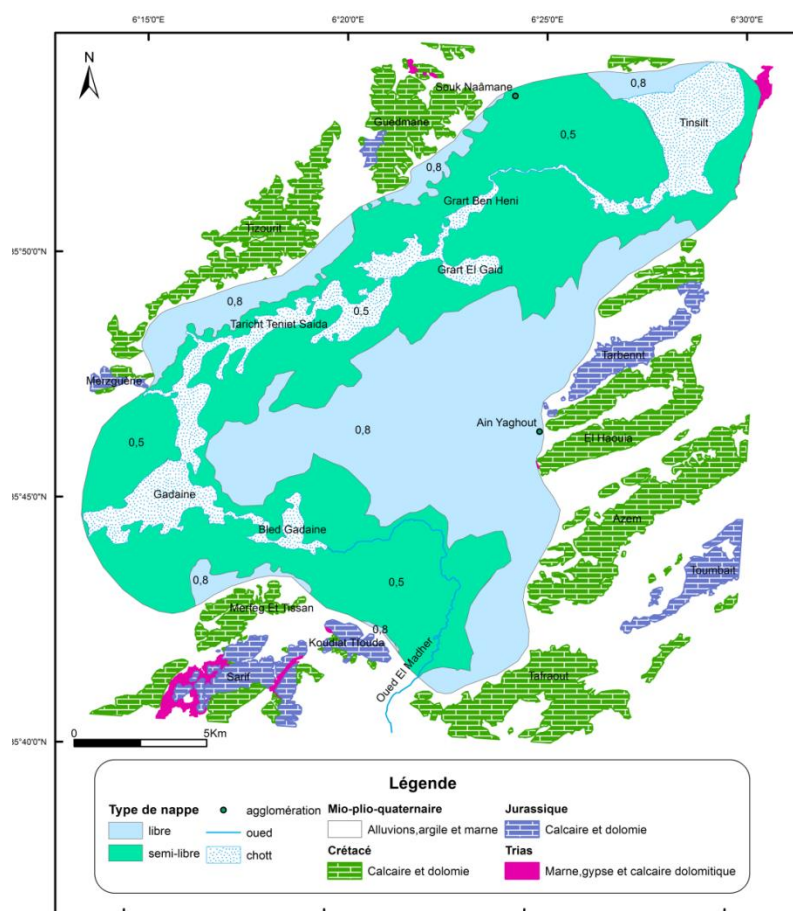 6°15'0"E 6°20'0"E 6°25'0"E 6°30'0"E
N
Souk Naâmane
0,8
Guedmane
Tinsilt
0,5
0,8
Grart Ben Heni
Tizourit
35°50'0"N
Grart El Gaid
0,8
0,5
Taricht Teniet Saida
Tarbennt
Merzguene
Ain Yaghout
0,8
0,5
El Haouia
35°45'0"N
Gadaine
Azem
Bled Gadaine
Toumbait
0,8
0,5
Merfeg El Tissan
0,8
Koudiat Tfouda
Oued El Madher
Sarif
Tafraout
35°40'0"N
0 5Km
Légende
Type de nappe
libre
semi-libre
agglomération
oued
chott
Mio-plio-quaternaire
Alluvions,argile et marne
Crétacé
Calcaire et dolomie
Jurassique
Calcaire et dolomie
Trias
Marne,gypse et calcaire dolomitique